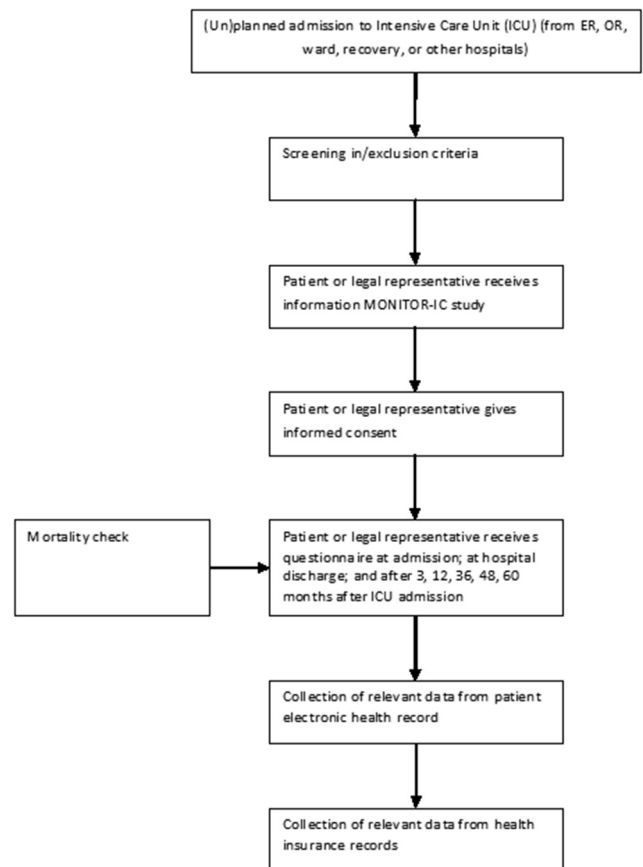 (Un)planned admission to Intensive Care Unit (ICU) (from ER, OR,
ward, recovery, or other hospitals)
Screening in/exclusion criteria
Patient or legal representative receives
information MONITOR-IC study
Patient or legal representative gives
informed consent
Mortality check
Patient or legal representative receives
questionnaire at admission; at hospital
discharge; and after 3, 12, 36, 48, 60
months after ICU admission
Collection of relevant data from patient
electronic health record
Collection of relevant data from health
insurance records